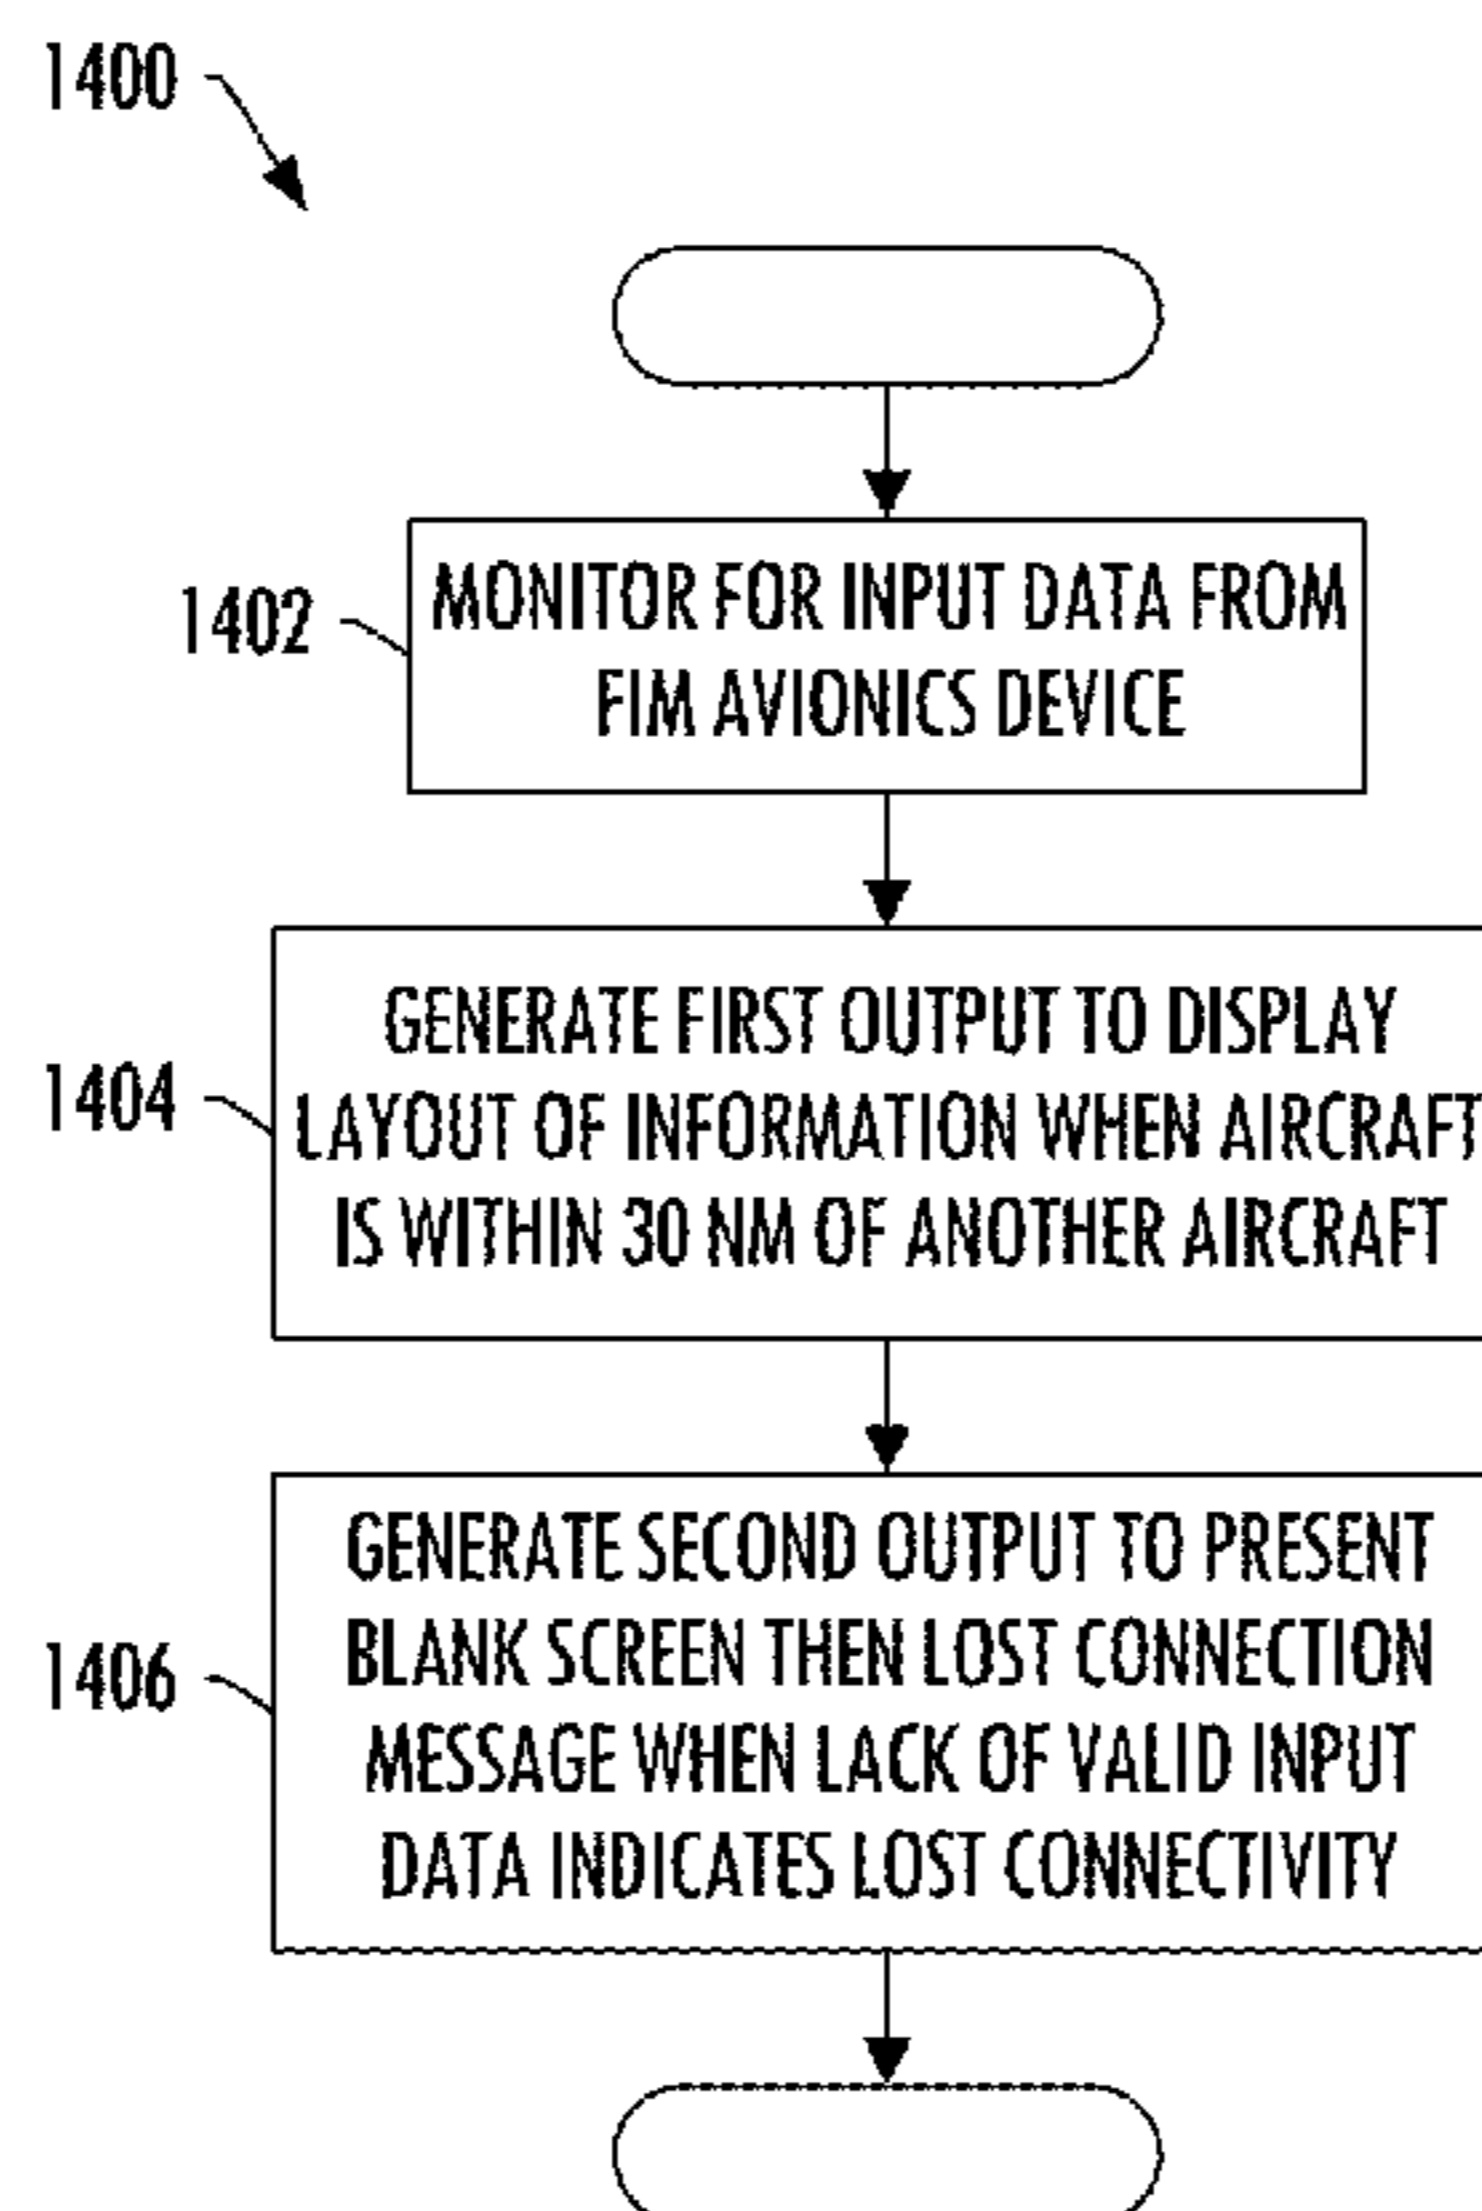 1400
1402
MONITOR FOR INPUT DATA FROM
FIM AVIONICS DEVICE
1404
GENERATE FIRST OUTPUT TO DISPLAY
LAYOUT OF INFORMATION WHEN AIRCRAFT
IS WITHIN 30 NM OF ANOTHER AIRCRAFT
1406
GENERATE SECOND OUTPUT TO PRESENT
BLANK SCREEN THEN LOST CONNECTION
MESSAGE WHEN LACK OF VALID INPUT
DATA INDICATES LOST CONNECTIVITY